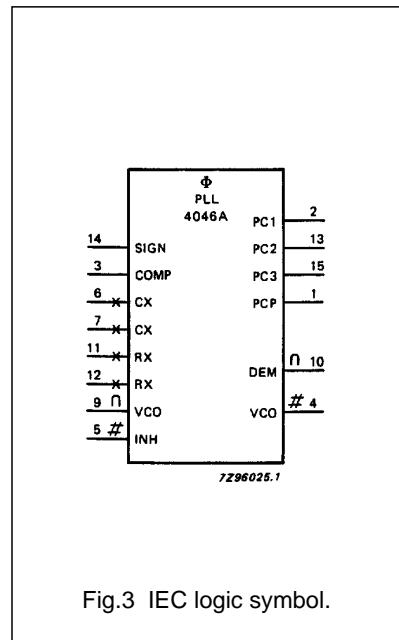 Φ
PLL
4046A
14 SIGN
3 COMP
6 CX
7 CX
11 RX
12 RX
9 ∩ VCO
5 # INH
PC1 2
PC2 13
PC3 15
PCP 1
DEM ∩ 10
VCO # 4
7Z96025.1
Fig.3 IEC logic symbol.